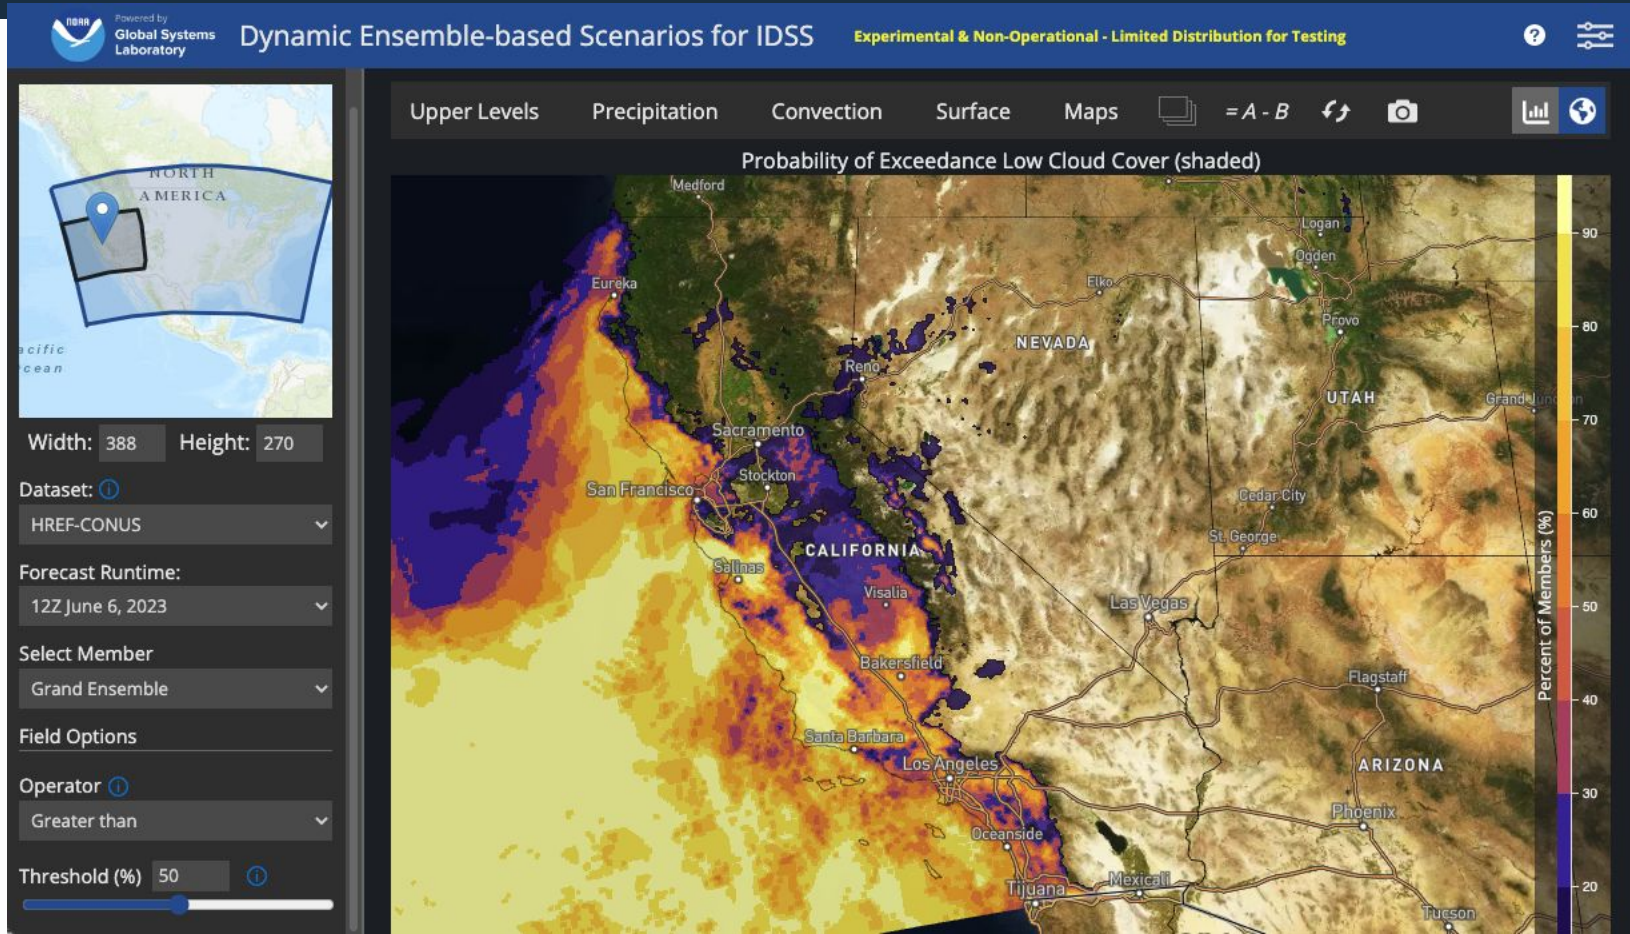 NOAA
Powered by
Global Systems
Laboratory
Dynamic Ensemble-based Scenarios for IDSS
Experimental & Non-Operational - Limited Distribution for Testing
?
NORTH
AMERICA
acific
cean
Width: 388 Height: 270
Dataset:
HREF-CONUS
Forecast Runtime:
12Z June 6, 2023
Select Member
Grand Ensemble
Field Options
Operator
Greater than
Threshold (%) 50
Upper Levels Precipitation Convection Surface Maps = A - B
Probability of Exceedance Low Cloud Cover (shaded)
Medford
Logan
Ogden
Eureka
Elko
Provo
NEVADA
Reno
UTAH
Grand Junction
Sacramento
Stockton
San Francisco
Cedar City
St. George
CALIFORNIA
Salinas
Visalia
Las Vegas
Bakersfield
Flagstaff
Santa Barbara
Los Angeles
ARIZONA
Phoenix
Oceanside
Mexicali
Tijuana
Tucson
90
80
70
60
50
40
30
20
Percent of Members (%)